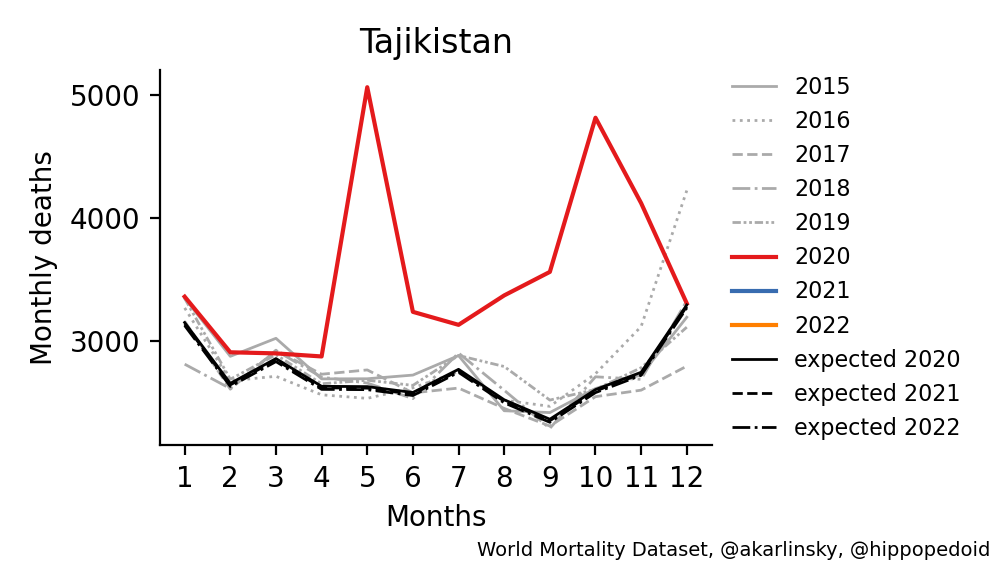 Tajikistan
Monthly deaths
5000
4000
3000
1 2 3 4 5 6 7 8 9 10 11 12
Months
2015
2016
2017
2018
2019
2020
2021
2022
expected 2020
expected 2021
expected 2022
World Mortality Dataset, @akarlinsky, @hippopedoid